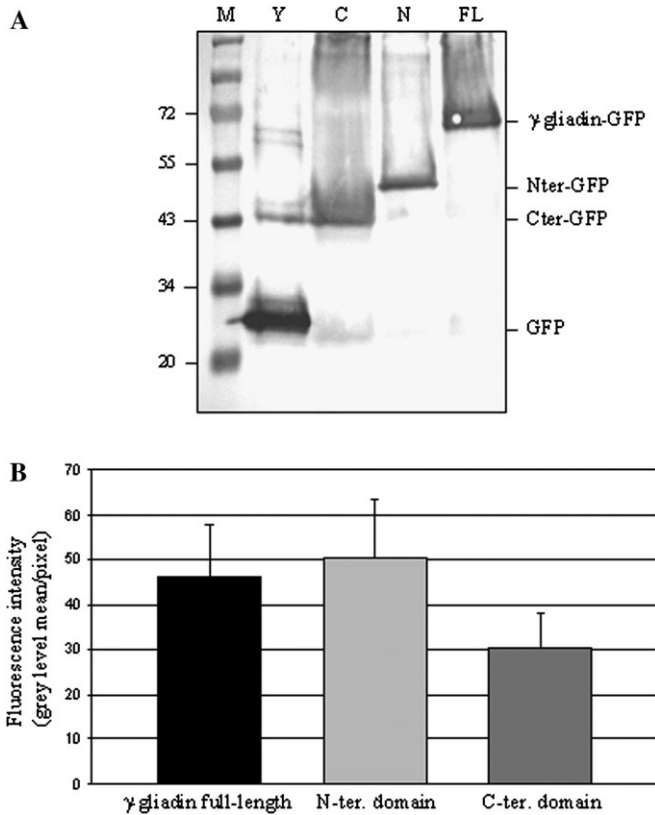 A
M Y C N FL
72
55
43
34
20
γ gliadin-GFP
Nter-GFP
Cter-GFP
GFP
B
Fluorescence intensity
(grey level mean/pixel)
70
60
50
40
30
20
10
0
γ gliadin full-length N-ter. domain C-ter. domain